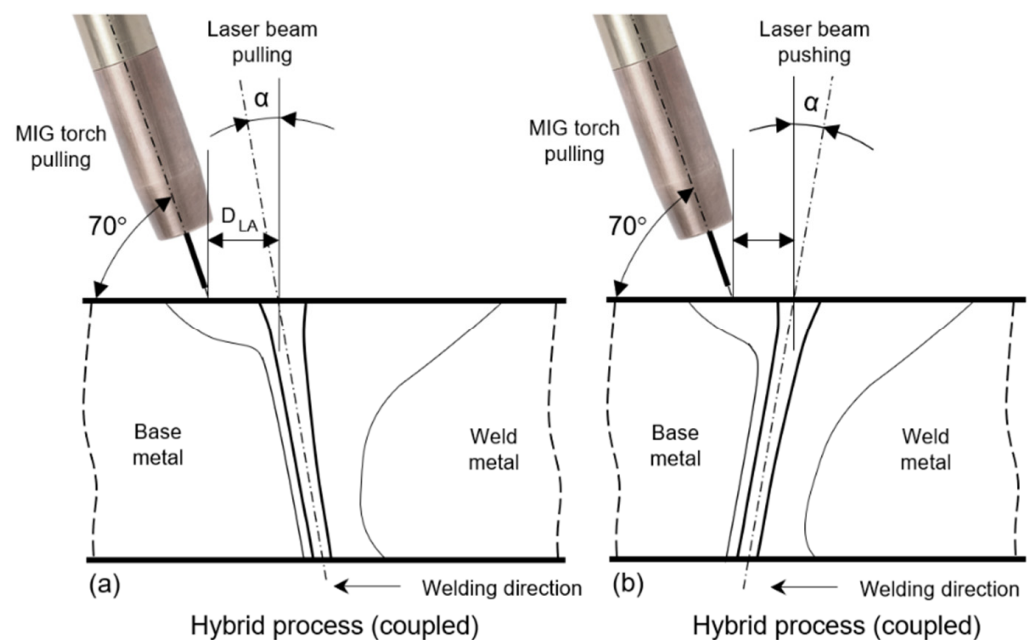 Laser beam
pulling
α
MIG torch
pulling
70°
D_LA
Base
metal
Weld
metal
(a)
Welding direction
Hybrid process (coupled)
Laser beam
pushing
α
MIG torch
pulling
70°
Base
metal
Weld
metal
(b)
Welding direction
Hybrid process (coupled)